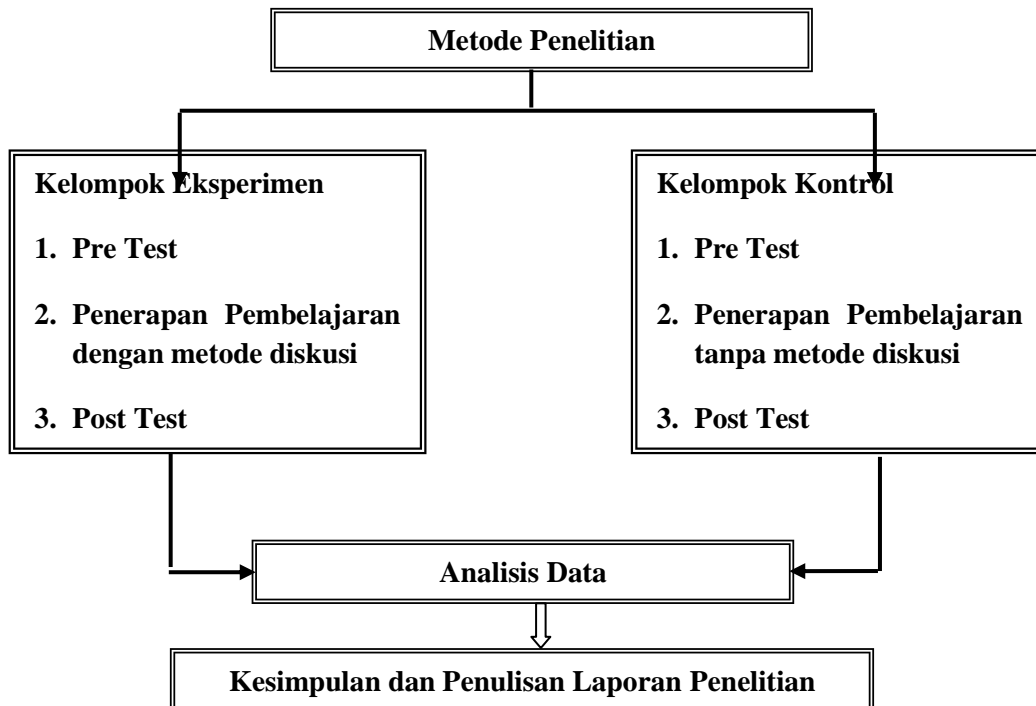 Metode Penelitian
Kelompok Eksperimen
1. Pre Test
2. Penerapan Pembelajaran
dengan metode diskusi
3. Post Test
Kelompok Kontrol
1. Pre Test
2. Penerapan Pembelajaran
tanpa metode diskusi
3. Post Test
Analisis Data
Kesimpulan dan Penulisan Laporan Penelitian